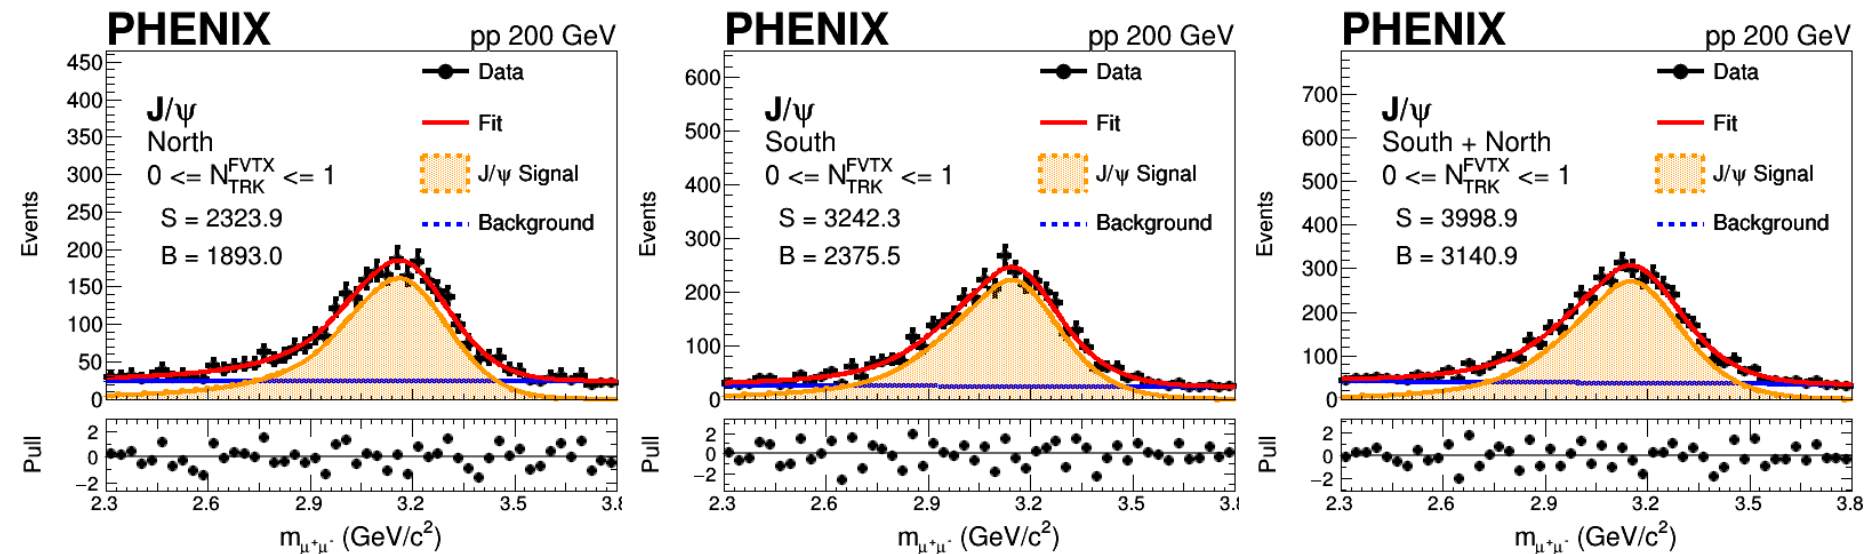 PHENIX
pp 200 GeV
Data
Fit
J/ψ Signal
Background
J/ψ
North
0 <= N^FVTX_TRK <= 1
S = 2323.9
B = 1893.0
Events
450
400
350
300
250
200
150
100
50
0
Pull
2
0
−2
2.3 2.6 2.9 3.2 3.5 3.8
m_μ⁺μ⁻ (GeV/c²)
PHENIX
pp 200 GeV
Data
Fit
J/ψ Signal
Background
J/ψ
South
0 <= N^FVTX_TRK <= 1
S = 3242.3
B = 2375.5
Events
600
500
400
300
200
100
0
Pull
2
0
−2
2.3 2.6 2.9 3.2 3.5 3.8
m_μ⁺μ⁻ (GeV/c²)
PHENIX
pp 200 GeV
Data
Fit
J/ψ Signal
Background
J/ψ
South + North
0 <= N^FVTX_TRK <= 1
S = 3998.9
B = 3140.9
Events
700
600
500
400
300
200
100
0
Pull
2
0
−2
2.3 2.6 2.9 3.2 3.5 3.8
m_μ⁺μ⁻ (GeV/c²)